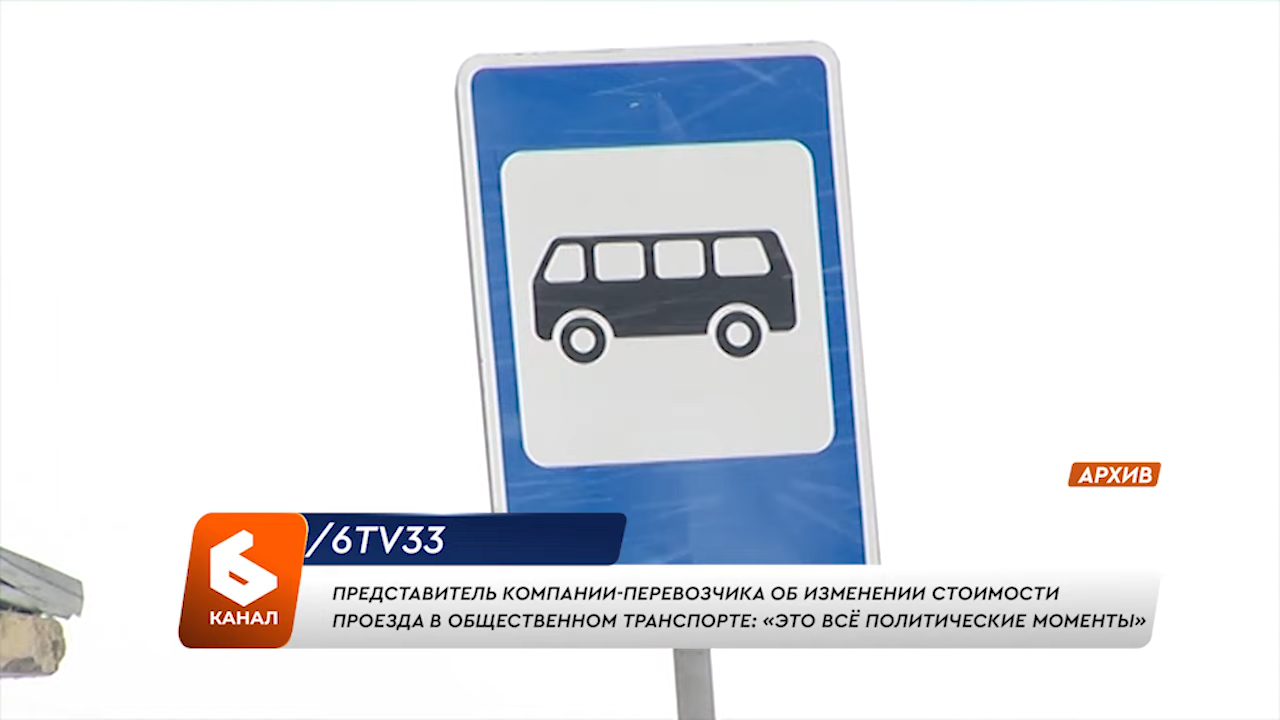 АРХИВ
/6TV33
6
КАНАЛ
ПРЕДСТАВИТЕЛЬ КОМПАНИИ-ПЕРЕВОЗЧИКА ОБ ИЗМЕНЕНИИ СТОИМОСТИ
ПРОЕЗДА В ОБЩЕСТВЕННОМ ТРАНСПОРТЕ: «ЭТО ВСЁ ПОЛИТИЧЕСКИЕ МОМЕНТЫ»